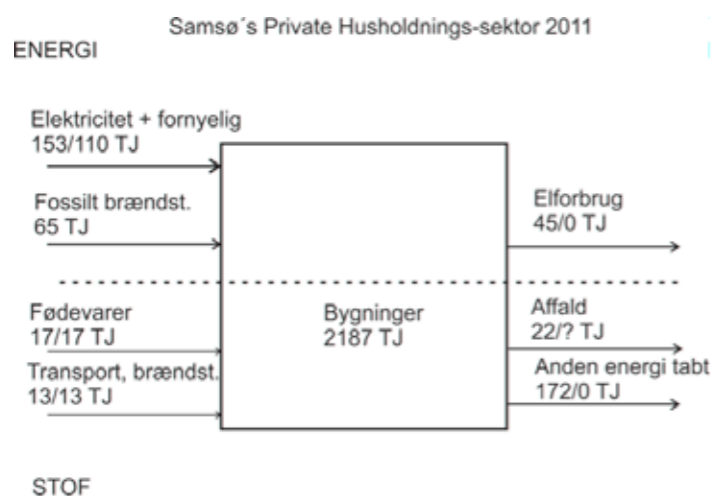 Samsø´s Private Husholdnings-sektor 2011
ENERGI
Elektricitet + fornyelig
153/110 TJ
Fossilt brændst.
65 TJ
Elforbrug
45/0 TJ
Fødevarer
17/17 TJ
Bygninger
2187 TJ
Affald
22/? TJ
Transport, brændst.
13/13 TJ
Anden energi tabt
172/0 TJ
STOF